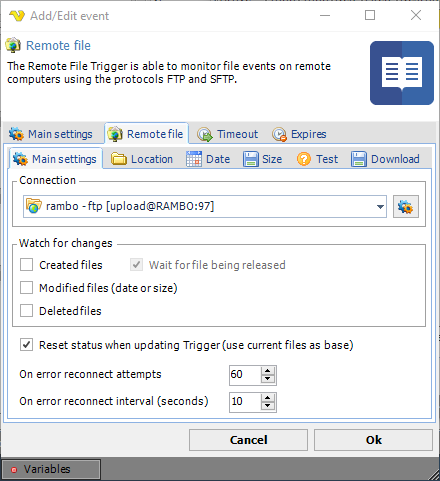 Add/Edit event
Remote file
The Remote File Trigger is able to monitor file events on remote
computers using the protocols FTP and SFTP.
Main settings Remote file Timeout Expires
Main settings Location Date Size Test Download
Connection
rambo - ftp [upload@RAMBO:97]
Watch for changes
Created files Wait for file being released
Modified files (date or size)
Deleted files
Reset status when updating Trigger (use current files as base)
On error reconnect attempts 60
On error reconnect interval (seconds) 10
Cancel Ok
Variables